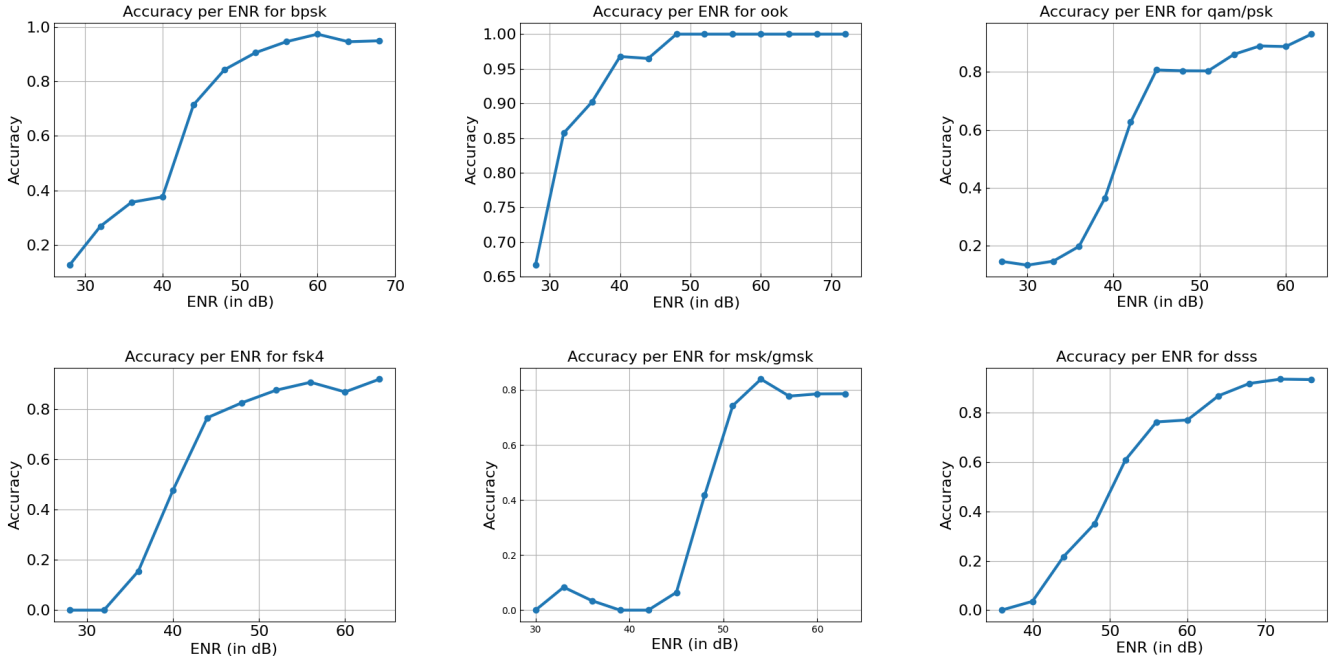 Accuracy per ENR for bpsk
1.0
0.8
0.6
0.4
0.2
Accuracy
30 40 50 60 70
ENR (in dB)
Accuracy per ENR for ook
1.00
0.95
0.90
0.85
0.80
0.75
0.70
0.65
Accuracy
30 40 50 60 70
ENR (in dB)
Accuracy per ENR for qam/psk
0.8
0.6
0.4
0.2
Accuracy
30 40 50 60
ENR (in dB)
Accuracy per ENR for fsk4
0.8
0.6
0.4
0.2
0.0
Accuracy
30 40 50 60
ENR (in dB)
Accuracy per ENR for msk/gmsk
0.8
0.6
0.4
0.2
0.0
Accuracy
30 40 50 60
ENR (in dB)
Accuracy per ENR for dsss
0.8
0.6
0.4
0.2
0.0
Accuracy
40 50 60 70
ENR (in dB)